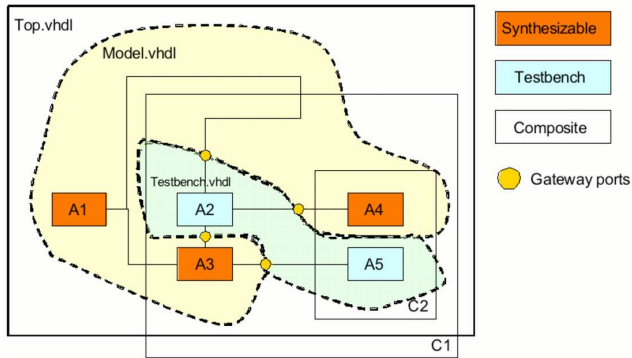 Top.vhdl
Model.vhdl
Testbench.vhdl
A1
A2
A4
A3
A5
C2
C1
Synthesizable
Testbench
Composite
Gateway ports